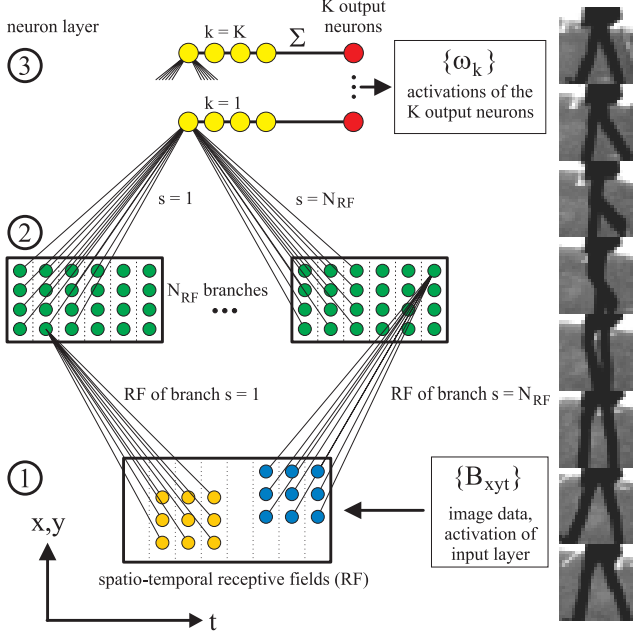 neuron layer
K output
neurons
k = K
Σ
3
{ω_k}
activations of the
K output neurons
k = 1
s = 1
s = N_RF
2
N_RF branches
RF of branch s = 1
RF of branch s = N_RF
1
{B_xyt}
image data,
activation of
input layer
x,y
spatio-temporal receptive fields (RF)
t